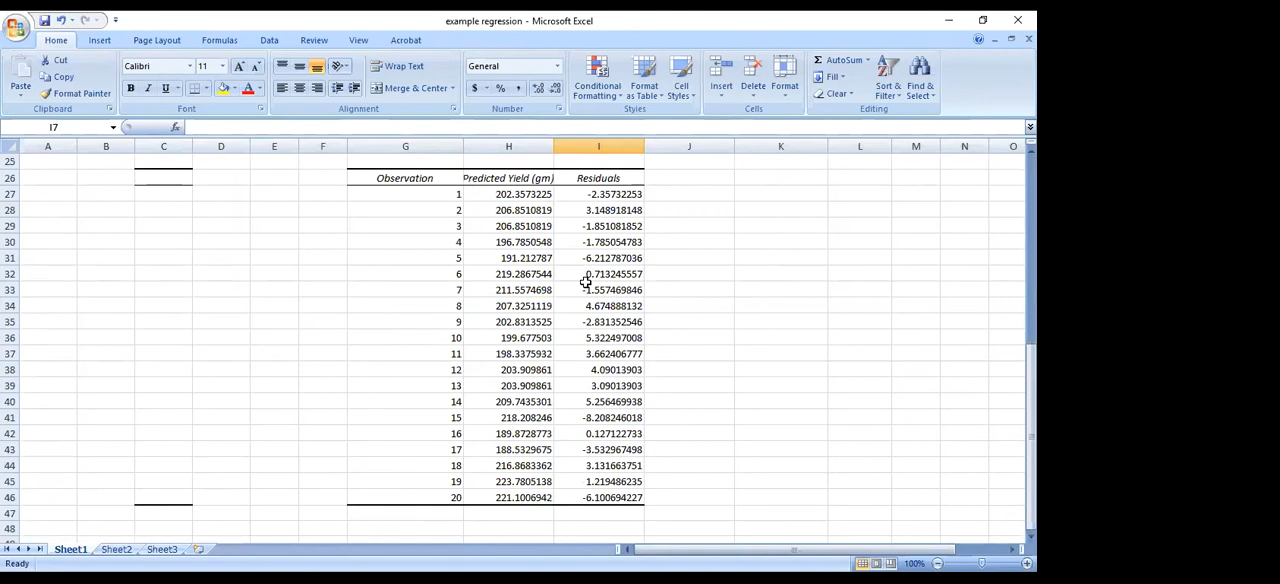 example regression - Microsoft Excel
Home Insert Page Layout Formulas Data Review View Acrobat
Paste
Cut
Copy
Format Painter
Clipboard
Calibri 11
B I U
Font
Wrap Text
Merge & Center
Alignment
General
$ % ,
Number
Conditional Formatting
Format as Table
Cell Styles
Styles
Insert Delete Format
Cells
Σ AutoSum
Fill
Clear
Sort & Filter
Find & Select
Editing
I7 fx
A B C D E F G H I J K L M N O
25
26 Observation Predicted Yield (gm) Residuals
27 1 202.3573225 -2.35732253
28 2 206.8510819 3.148918148
29 3 206.8510819 -1.851081852
30 4 196.7850548 -1.785054783
31 5 191.212787 -6.212787036
32 6 219.2867544 0.713245557
33 7 211.5574698 -1.557469846
34 8 207.3251119 4.674888132
35 9 202.8313525 -2.831352546
36 10 199.677503 5.322497008
37 11 198.3375932 3.662406777
38 12 203.909861 4.09013903
39 13 203.909861 3.09013903
40 14 209.7435301 5.256469938
41 15 218.208246 -8.208246018
42 16 189.8728773 0.127122733
43 17 188.5329675 -3.532967498
44 18 216.8683362 3.131663751
45 19 223.7805138 1.219486235
46 20 221.1006942 -6.100694227
47
48
Sheet1 Sheet2 Sheet3
Ready 100%